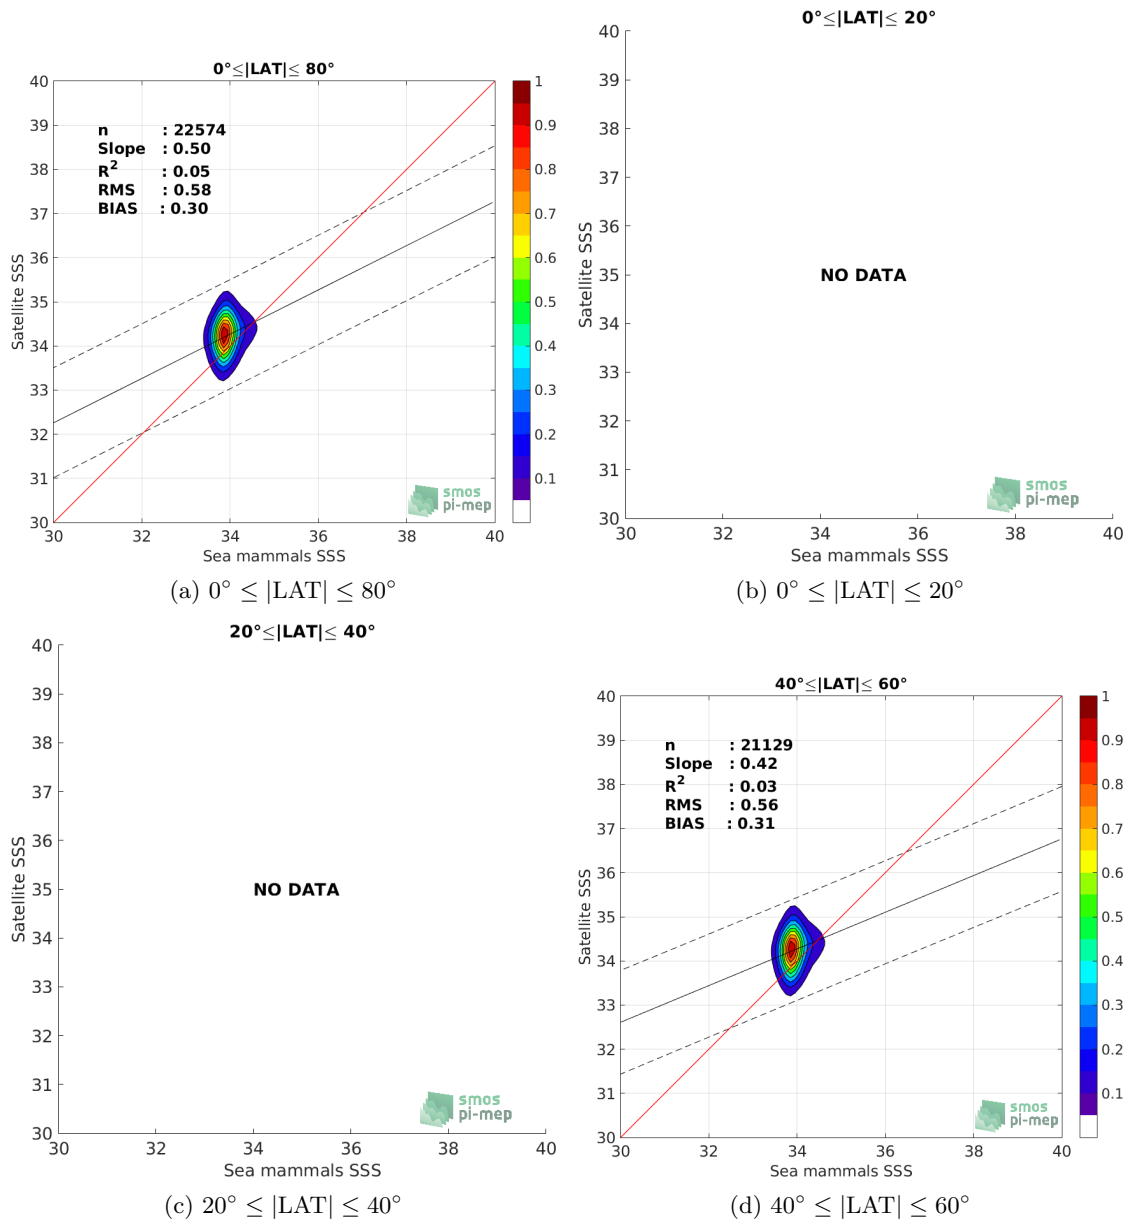 0°≤|LAT|≤ 80°
40
39
38
37
36
35
34
33
32
31
30
Satellite SSS
n : 22574
Slope : 0.50
R² : 0.05
RMS : 0.58
BIAS : 0.30
smos
pi-mep
30 32 34 36 38 40
Sea mammals SSS
1
0.9
0.8
0.7
0.6
0.5
0.4
0.3
0.2
0.1
(a) 0° ≤ |LAT| ≤ 80°
0°≤|LAT|≤ 20°
40
39
38
37
36
35
34
33
32
31
30
Satellite SSS
NO DATA
smos
pi-mep
30 32 34 36 38 40
Sea mammals SSS
(b) 0° ≤ |LAT| ≤ 20°
20°≤|LAT|≤ 40°
40
39
38
37
36
35
34
33
32
31
30
Satellite SSS
NO DATA
smos
pi-mep
30 32 34 36 38 40
Sea mammals SSS
(c) 20° ≤ |LAT| ≤ 40°
40°≤|LAT|≤ 60°
40
39
38
37
36
35
34
33
32
31
30
Satellite SSS
n : 21129
Slope : 0.42
R² : 0.03
RMS : 0.56
BIAS : 0.31
smos
pi-mep
30 32 34 36 38 40
Sea mammals SSS
1
0.9
0.8
0.7
0.6
0.5
0.4
0.3
0.2
0.1
(d) 40° ≤ |LAT| ≤ 60°